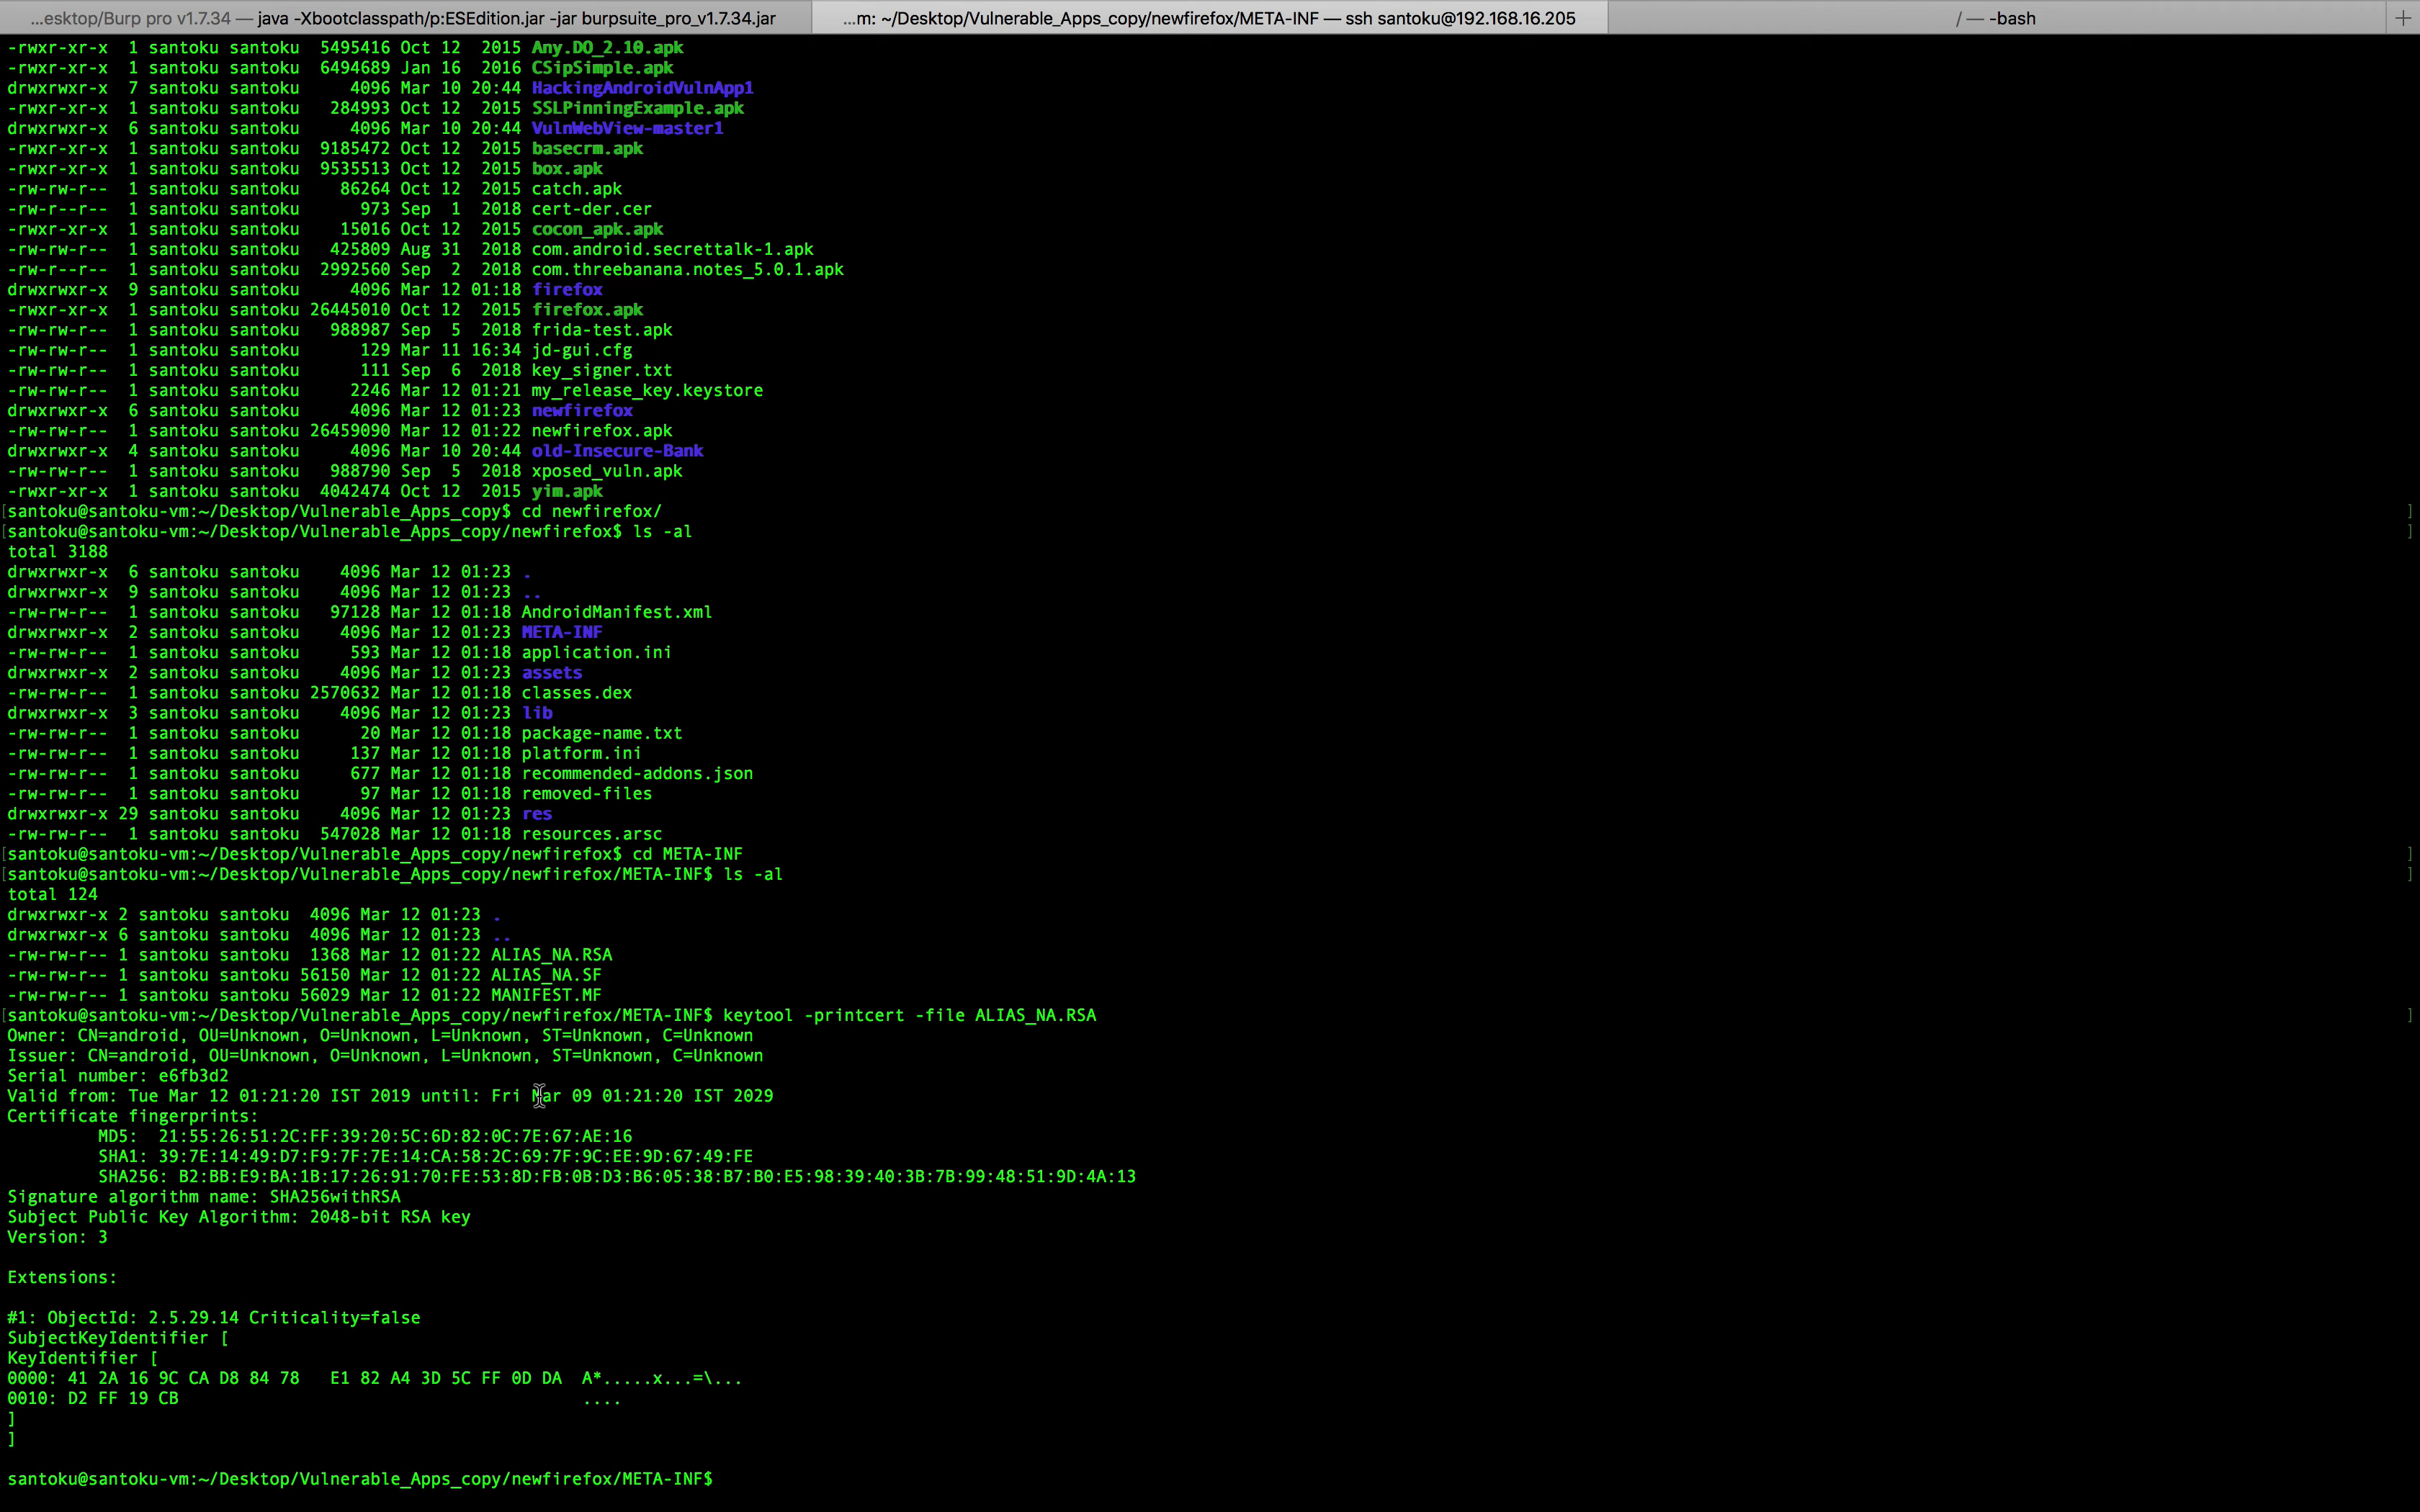 ...esktop/Burp pro v1.7.34 — java -Xbootclasspath/p:ESEdition.jar -jar burpsuite_pro_v1.7.34.jar
...m: ~/Desktop/Vulnerable_Apps_copy/newfirefox/META-INF — ssh santoku@192.168.16.205
/ — -bash
+
-rwxr-xr-x 1 santoku santoku 5495416 Oct 12 2015 Any.DO_2.10.apk
-rwxr-xr-x 1 santoku santoku 6494689 Jan 16 2016 CSipSimple.apk
drwxrwxr-x 7 santoku santoku 4096 Mar 10 20:44 HackingAndroidVulnApp1
-rwxr-xr-x 1 santoku santoku 284993 Oct 12 2015 SSLPinningExample.apk
drwxrwxr-x 6 santoku santoku 4096 Mar 10 20:44 VulnWebView-master1
-rwxr-xr-x 1 santoku santoku 9185472 Oct 12 2015 basecrm.apk
-rwxr-xr-x 1 santoku santoku 9535513 Oct 12 2015 box.apk
-rw-rw-r-- 1 santoku santoku 86264 Oct 12 2015 catch.apk
-rw-r--r-- 1 santoku santoku 973 Sep 1 2018 cert-der.cer
-rwxr-xr-x 1 santoku santoku 15016 Oct 12 2015 cocon_apk.apk
-rw-rw-r-- 1 santoku santoku 425809 Aug 31 2018 com.android.secrettalk-1.apk
-rw-rw-r-- 1 santoku santoku 2992560 Sep 2 2018 com.threebanana.notes_5.0.1.apk
drwxrwxr-x 9 santoku santoku 4096 Mar 12 01:18 firefox
-rwxr-xr-x 1 santoku santoku 26445010 Oct 12 2015 firefox.apk
-rw-rw-r-- 1 santoku santoku 988987 Sep 5 2018 frida-test.apk
-rw-rw-r-- 1 santoku santoku 129 Mar 11 16:34 jd-gui.cfg
-rw-rw-r-- 1 santoku santoku 111 Sep 6 2018 key_signer.txt
-rw-rw-r-- 1 santoku santoku 2246 Mar 12 01:21 my_release_key.keystore
drwxrwxr-x 6 santoku santoku 4096 Mar 12 01:23 newfirefox
-rw-rw-r-- 1 santoku santoku 26459090 Mar 12 01:22 newfirefox.apk
drwxrwxr-x 4 santoku santoku 4096 Mar 10 20:44 old-Insecure-Bank
-rw-rw-r-- 1 santoku santoku 988790 Sep 5 2018 xposed_vuln.apk
-rwxr-xr-x 1 santoku santoku 4042474 Oct 12 2015 yim.apk
[santoku@santoku-vm:~/Desktop/Vulnerable_Apps_copy$ cd newfirefox/ ]
[santoku@santoku-vm:~/Desktop/Vulnerable_Apps_copy/newfirefox$ ls -al ]
total 3188
drwxrwxr-x 6 santoku santoku 4096 Mar 12 01:23 .
drwxrwxr-x 9 santoku santoku 4096 Mar 12 01:23 ..
-rw-rw-r-- 1 santoku santoku 97128 Mar 12 01:18 AndroidManifest.xml
drwxrwxr-x 2 santoku santoku 4096 Mar 12 01:23 META-INF
-rw-rw-r-- 1 santoku santoku 593 Mar 12 01:18 application.ini
drwxrwxr-x 2 santoku santoku 4096 Mar 12 01:23 assets
-rw-rw-r-- 1 santoku santoku 2570632 Mar 12 01:18 classes.dex
drwxrwxr-x 3 santoku santoku 4096 Mar 12 01:23 lib
-rw-rw-r-- 1 santoku santoku 20 Mar 12 01:18 package-name.txt
-rw-rw-r-- 1 santoku santoku 137 Mar 12 01:18 platform.ini
-rw-rw-r-- 1 santoku santoku 677 Mar 12 01:18 recommended-addons.json
-rw-rw-r-- 1 santoku santoku 97 Mar 12 01:18 removed-files
drwxrwxr-x 29 santoku santoku 4096 Mar 12 01:23 res
-rw-rw-r-- 1 santoku santoku 547028 Mar 12 01:18 resources.arsc
[santoku@santoku-vm:~/Desktop/Vulnerable_Apps_copy/newfirefox$ cd META-INF ]
[santoku@santoku-vm:~/Desktop/Vulnerable_Apps_copy/newfirefox/META-INF$ ls -al ]
total 124
drwxrwxr-x 2 santoku santoku 4096 Mar 12 01:23 .
drwxrwxr-x 6 santoku santoku 4096 Mar 12 01:23 ..
-rw-rw-r-- 1 santoku santoku 1368 Mar 12 01:22 ALIAS_NA.RSA
-rw-rw-r-- 1 santoku santoku 56150 Mar 12 01:22 ALIAS_NA.SF
-rw-rw-r-- 1 santoku santoku 56029 Mar 12 01:22 MANIFEST.MF
[santoku@santoku-vm:~/Desktop/Vulnerable_Apps_copy/newfirefox/META-INF$ keytool -printcert -file ALIAS_NA.RSA ]
Owner: CN=android, OU=Unknown, O=Unknown, L=Unknown, ST=Unknown, C=Unknown
Issuer: CN=android, OU=Unknown, O=Unknown, L=Unknown, ST=Unknown, C=Unknown
Serial number: e6fb3d2
Valid from: Tue Mar 12 01:21:20 IST 2019 until: Fri Mar 09 01:21:20 IST 2029
Certificate fingerprints:
MD5: 21:55:26:51:2C:FF:39:20:5C:6D:82:0C:7E:67:AE:16
SHA1: 39:7E:14:49:D7:F9:7F:7E:14:CA:58:2C:69:7F:9C:EE:9D:67:49:FE
SHA256: B2:BB:E9:BA:1B:17:26:91:70:FE:53:8D:FB:0B:D3:B6:05:38:B7:B0:E5:98:39:40:3B:7B:99:48:51:9D:4A:13
Signature algorithm name: SHA256withRSA
Subject Public Key Algorithm: 2048-bit RSA key
Version: 3
Extensions:
#1: ObjectId: 2.5.29.14 Criticality=false
SubjectKeyIdentifier [
KeyIdentifier [
0000: 41 2A 16 9C CA D8 84 78 E1 82 A4 3D 5C FF 0D DA A*.....x...=\...
0010: D2 FF 19 CB ....
]
]
santoku@santoku-vm:~/Desktop/Vulnerable_Apps_copy/newfirefox/META-INF$